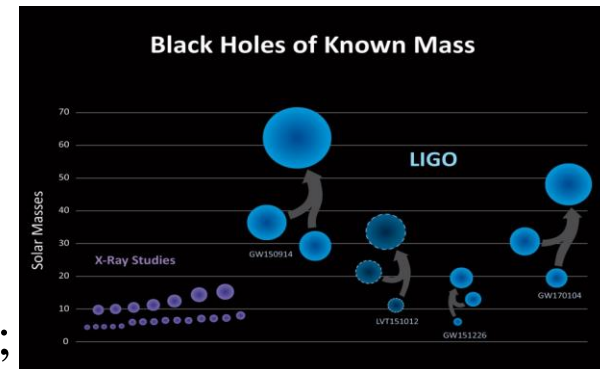 Black Holes of Known Mass
70
60
LIGO
50
40
30
GW150914
X-Ray Studies
20
10
0
Solar Masses
LVT151012
GW151226
GW170104
;